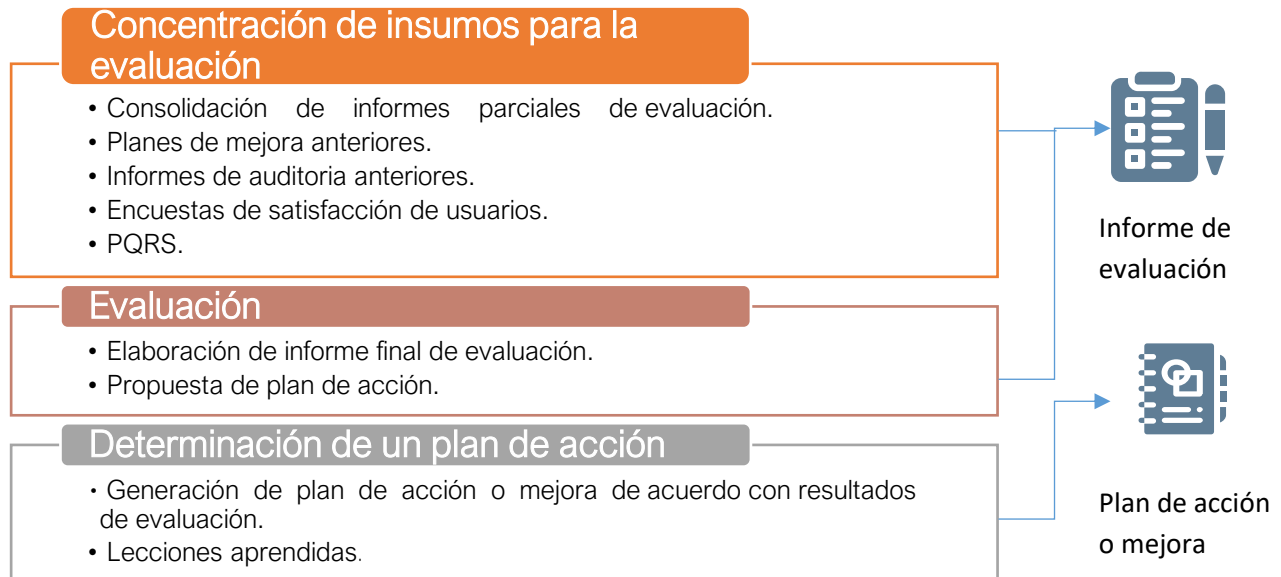 Concentración de insumos para la
evaluación
• Consolidación de informes parciales de evaluación.
• Planes de mejora anteriores.
• Informes de auditoria anteriores.
• Encuestas de satisfacción de usuarios.
• PQRS.
Informe de
evaluación
Evaluación
• Elaboración de informe final de evaluación.
• Propuesta de plan de acción.
Determinación de un plan de acción
• Generación de plan de acción o mejora de acuerdo con resultados
de evaluación.
• Lecciones aprendidas.
Plan de acción
o mejora